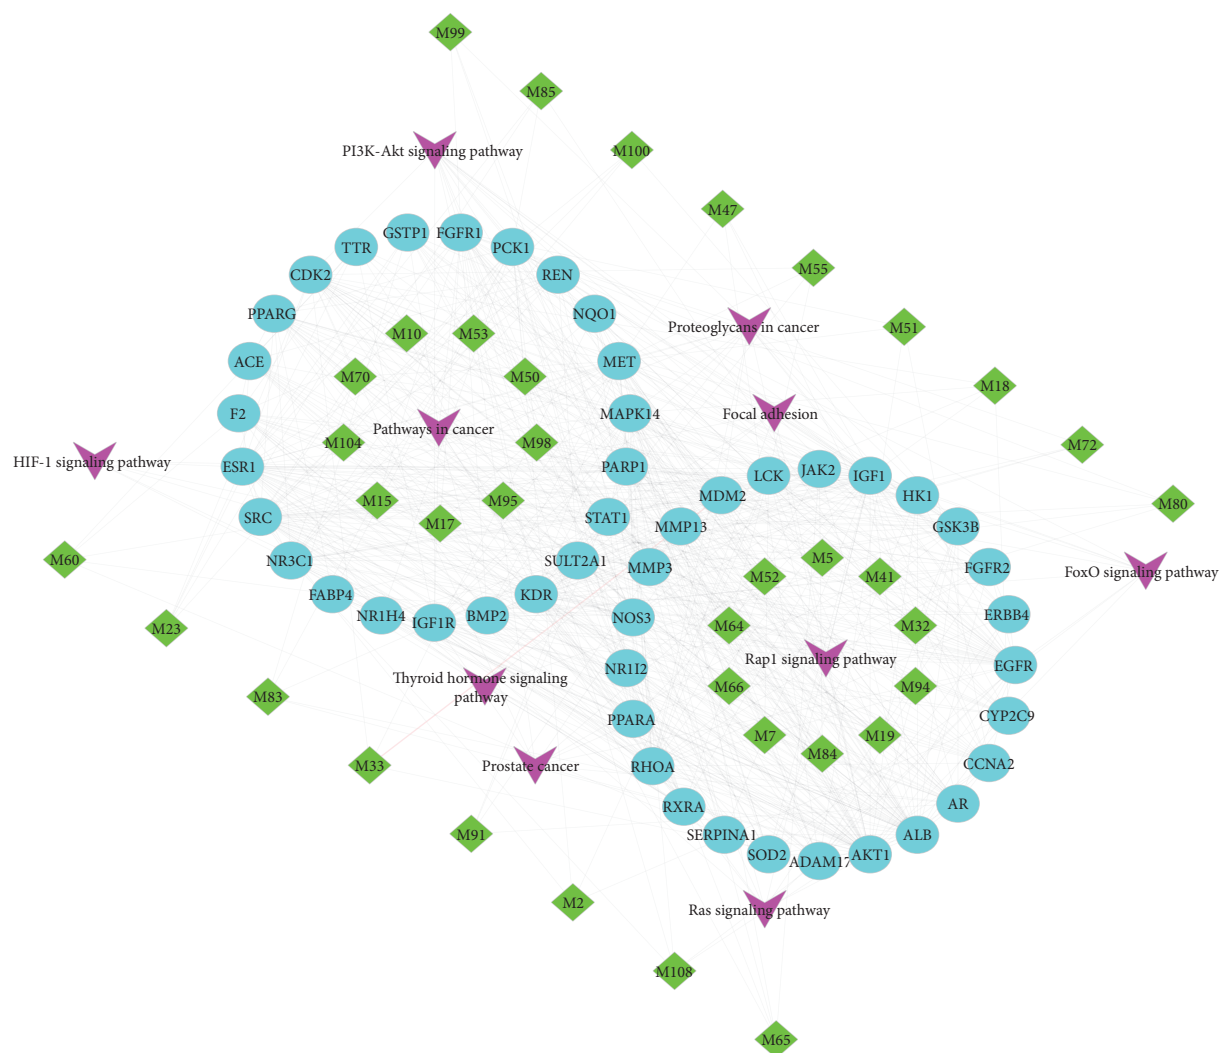 M99
M85
M100
PI3K-Akt signaling pathway
M47
M55
M51
M18
M72
M80
GSTP1
FGFR1
TTR
PCK1
CDK2
REN
PPARG
NQO1
ACE
MET
F2
MAPK14
ESR1
PARP1
SRC
STAT1
NR3C1
SULT2A1
FABP4
KDR
NR1H4
IGF1R
BMP2
M10
M53
M70
M50
Pathways in cancer
M104
M98
M15
M95
M17
Proteoglycans in cancer
Focal adhesion
HIF-1 signaling pathway
FoxO signaling pathway
LCK
JAK2
IGF1
MDM2
HK1
MMP13
GSK3B
MMP3
FGFR2
NOS3
ERBB4
NR1I2
EGFR
PPARA
CYP2C9
RHOA
CCNA2
RXRA
AR
SERPINA1
ALB
SOD2
ADAM17
AKT1
M5
M52
M41
M64
M32
Rap1 signaling pathway
M66
M94
M7
M19
M84
M60
M23
M83
M33
M91
M2
M108
M65
Thyroid hormone signaling
pathway
Prostate cancer
Ras signaling pathway